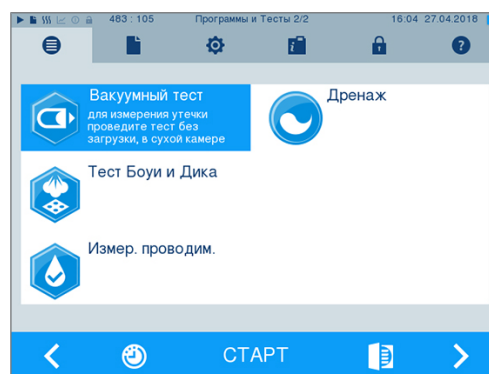 483 : 105 Программы и Тесты 2/2 16:04 27.04.2018
Вакуумный тест
для измерения утечки
проведите тест без
загрузки, в сухой камере
Дренаж
Тест Боуи и Дика
Измер. проводим.
СТАРТ